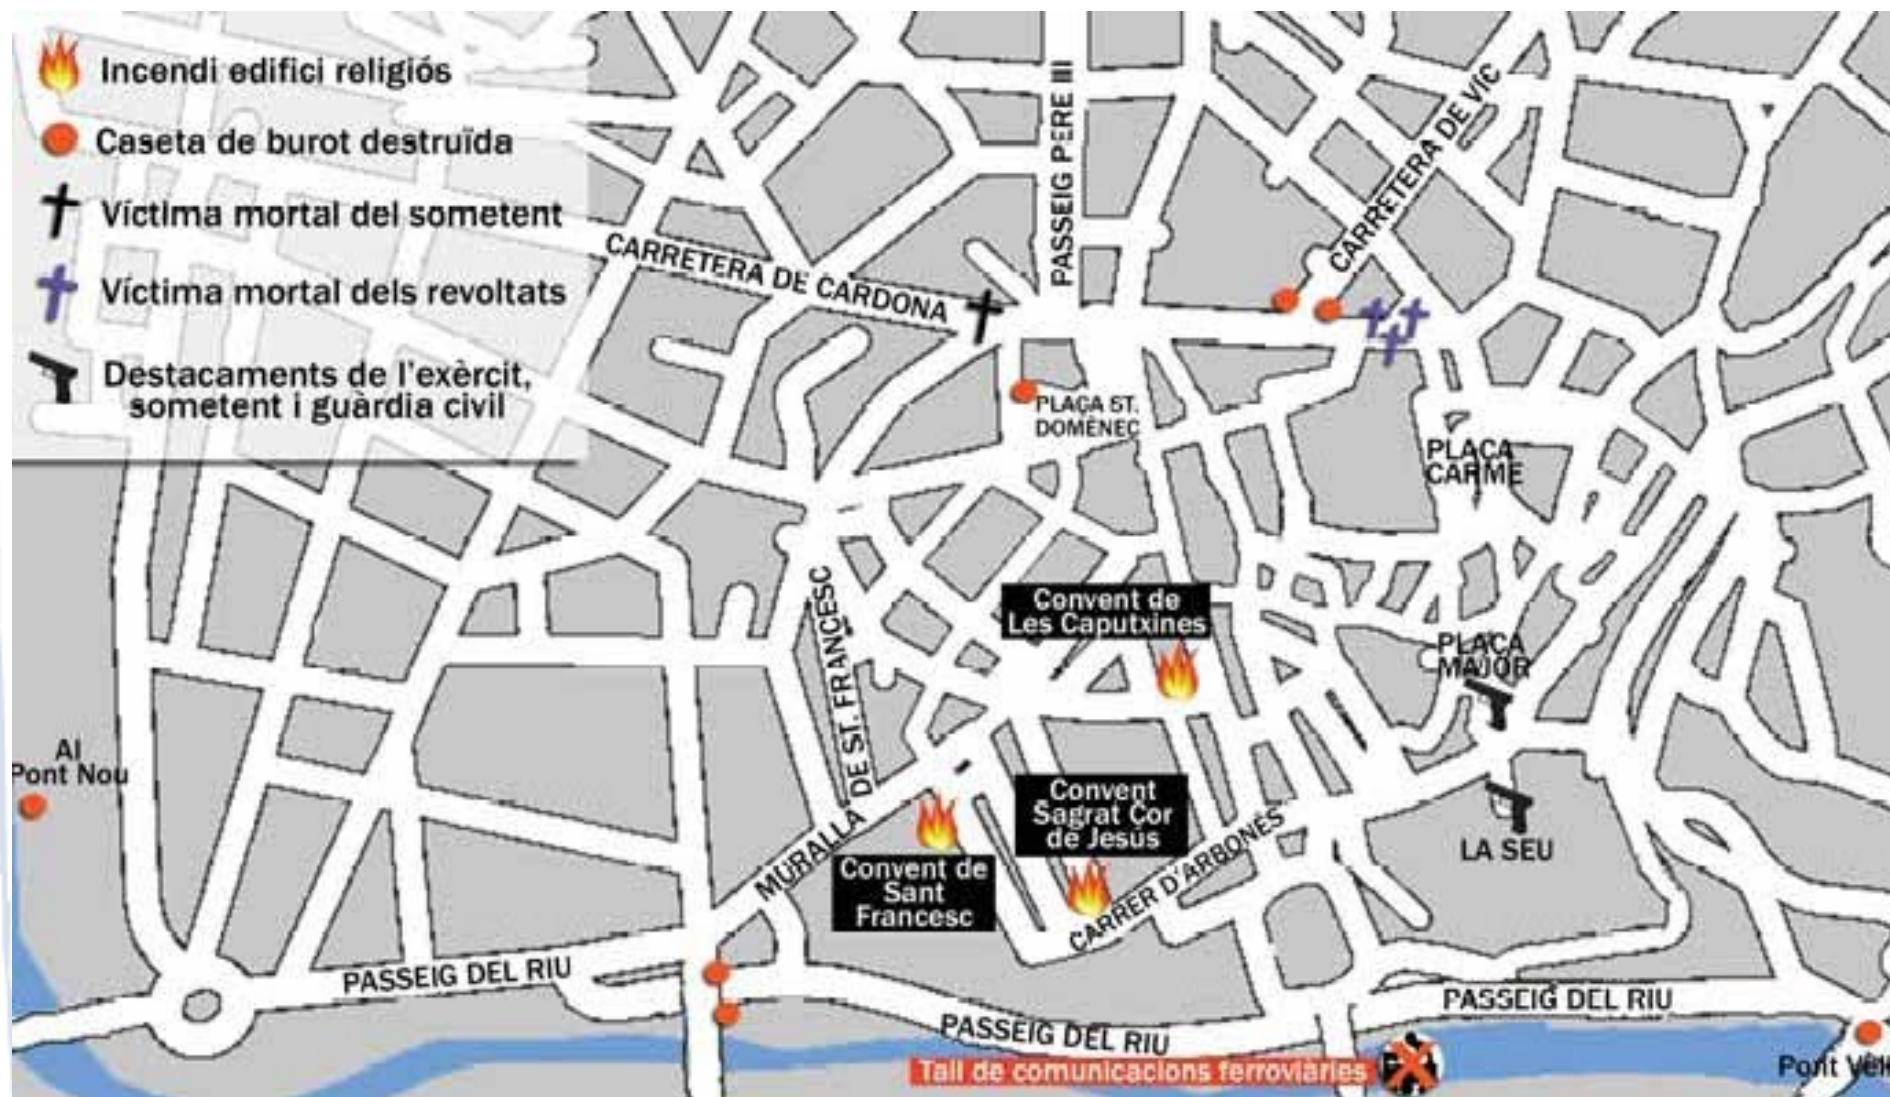 Incendi edifici religiós
Caseta de burot destruïda
Víctima mortal del sometent
Víctima mortal dels revoltats
Destacaments de l'exèrcit,
sometent i guàrdia civil
PASSEIG PERE III
CARRETERA DE VIC
CARRETERA DE CARDONA
PLAÇA ST.
DOMÈNEC
PLAÇA
CARME
DE ST. FRANCESC
Convent de
Les Caputxines
PLAÇA
MAJOR
Al
Pont Nou
Convent
Sagrat Cor
de Jesús
MURALLA
LA SEU
Convent de
Sant
Francesc
CARRER D'ARBONÉS
PASSEIG DEL RIU
PASSEIG DEL RIU
PASSEIG DEL RIU
Tall de comunicacions ferroviàries
Pont